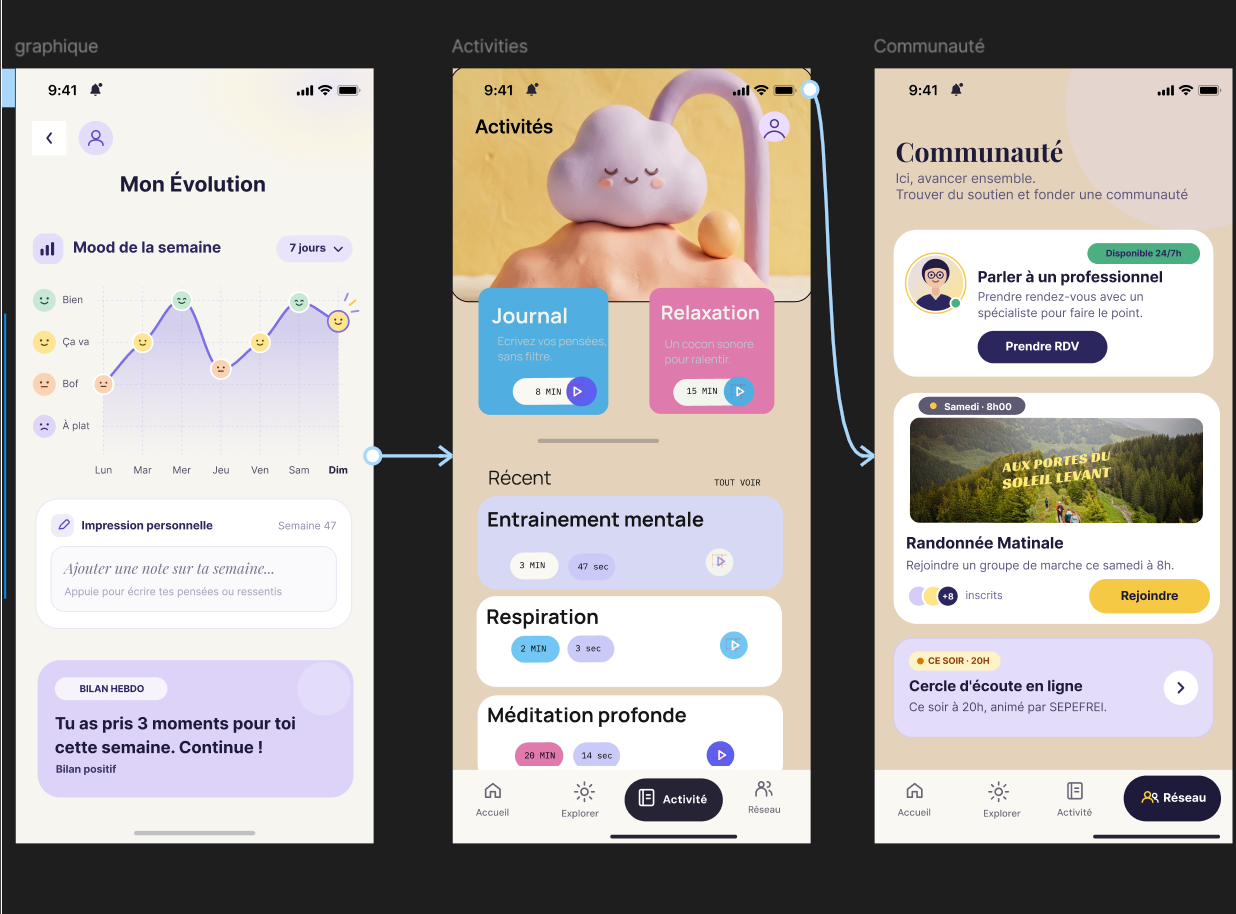 graphique
9:41
Mon Évolution
Mood de la semaine
7 jours
Bien
Ça va
Bof
À plat
Lun Mar Mer Jeu Ven Sam Dim
Impression personnelle
Semaine 47
Ajouter une note sur ta semaine...
Appuie pour écrire tes pensées ou ressentis
BILAN HEBDO
Tu as pris 3 moments pour toi
cette semaine. Continue !
Bilan positif
Activities
9:41
Activités
Journal
Ecrivez vos pensées,
sans filtre.
8 MIN
Relaxation
Un cocon sonore
pour ralentir.
15 MIN
Récent
TOUT VOIR
Entrainement mentale
3 MIN
47 sec
Respiration
2 MIN
3 sec
Méditation profonde
20 MIN
14 sec
Accueil
Explorer
Activité
Réseau
Communauté
9:41
Communauté
Ici, avancer ensemble.
Trouver du soutien et fonder une communauté
Disponible 24/7h
Parler à un professionnel
Prendre rendez-vous avec un
spécialiste pour faire le point.
Prendre RDV
Samedi · 8h00
AUX PORTES DU
SOLEIL LEVANT
Randonnée Matinale
Rejoindre un groupe de marche ce samedi à 8h.
+8
inscrits
Rejoindre
CE SOIR · 20H
Cercle d'écoute en ligne
Ce soir à 20h, animé par SEPEFREI.
Accueil
Explorer
Activité
Réseau